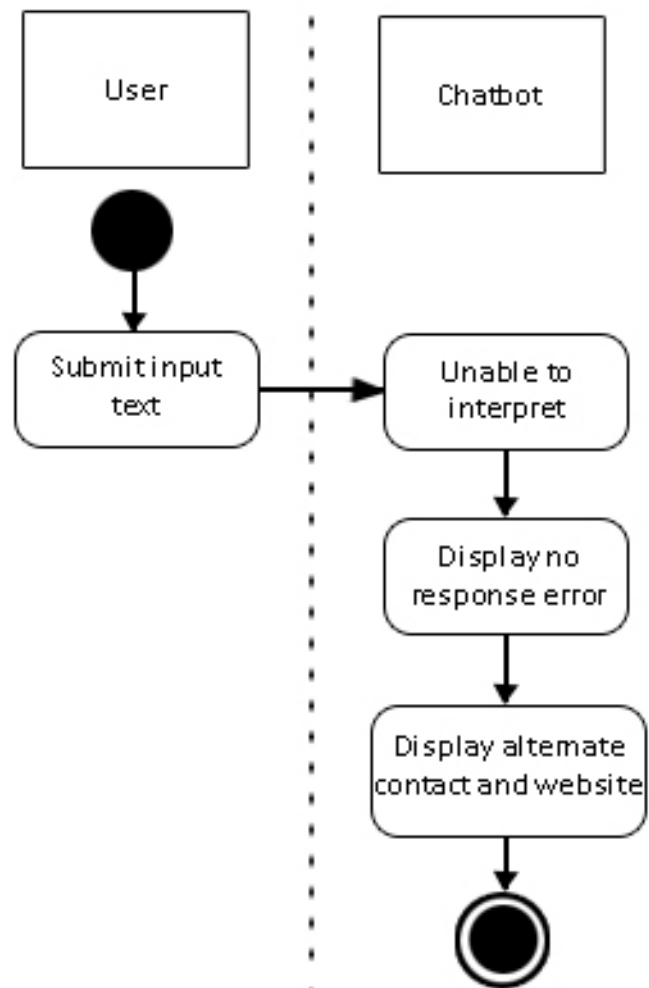 User
Chatbot
Submit input
text
Unable to
interpret
Display no
response error
Display alternate
contact and website